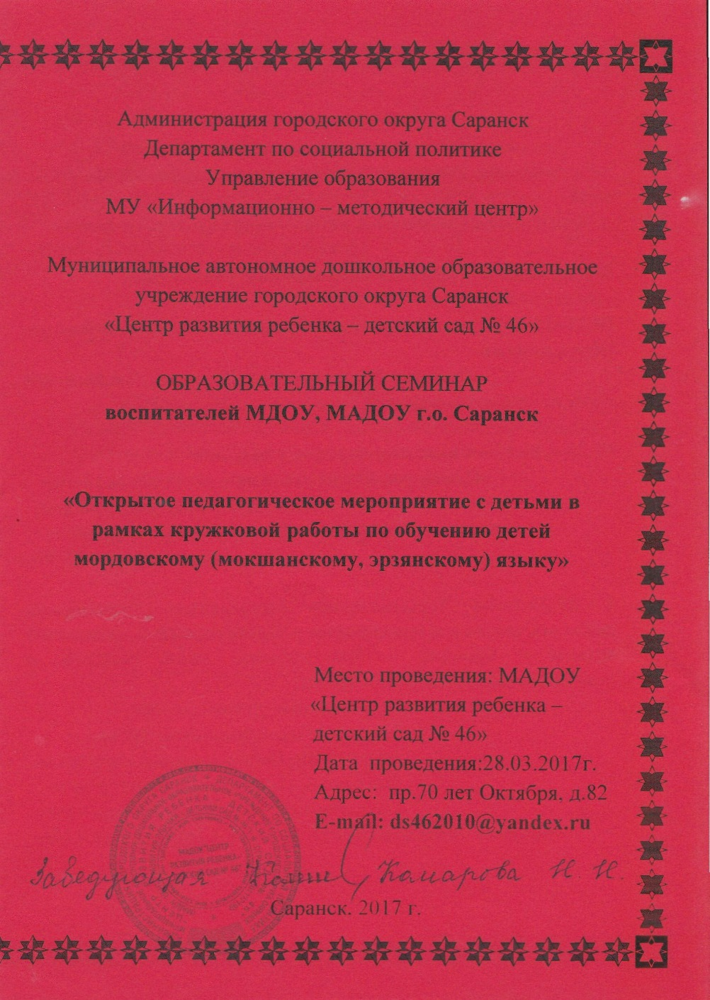 Администрация городского округа Саранск
Департамент по социальной политике
Управление образования
МУ «Информационно – методический центр»
Муниципальное автономное дошкольное образовательное
учреждение городского округа Саранск
«Центр развития ребенка – детский сад № 46»
ОБРАЗОВАТЕЛЬНЫЙ СЕМИНАР
воспитателей МДОУ, МАДОУ г.о. Саранск
«Открытое педагогическое мероприятие с детьми в
рамках кружковой работы по обучению детей
мордовскому (мокшанскому, эрзянскому) языку»
Место проведения: МАДОУ
«Центр развития ребенка –
детский сад № 46»
Дата проведения:28.03.2017г.
Адрес: пр.70 лет Октября, д.82
E-mail: ds462010@yandex.ru
Заведующая Комарова Н. Н.
Саранск. 2017 г.